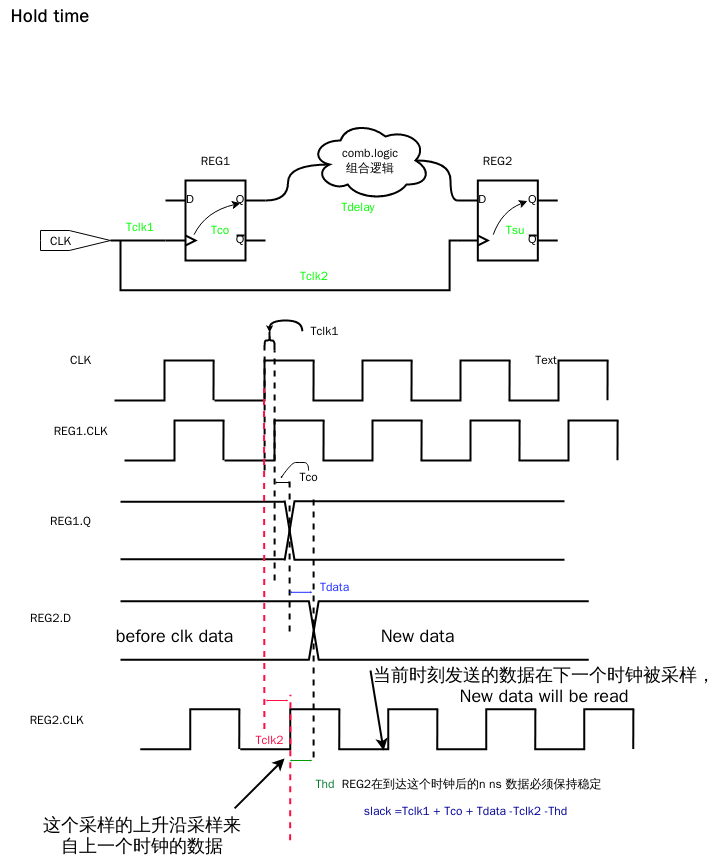 Hold time
REG1
comb.logic
组合逻辑
REG2
D
Q
D
Q
Tdelay
Tclk1
Tco
Q
Tsu
Q
CLK
Tclk2
Tclk1
CLK
Text
REG1.CLK
Tco
REG1.Q
Tdata
REG2.D
before clk data
New data
当前时刻发送的数据在下一个时钟被采样，
New data will be read
REG2.CLK
Tclk2
Thd REG2在到达这个时钟后的n ns 数据必须保持稳定
slack =Tclk1 + Tco + Tdata -Tclk2 -Thd
这个采样的上升沿采样来
自上一个时钟的数据